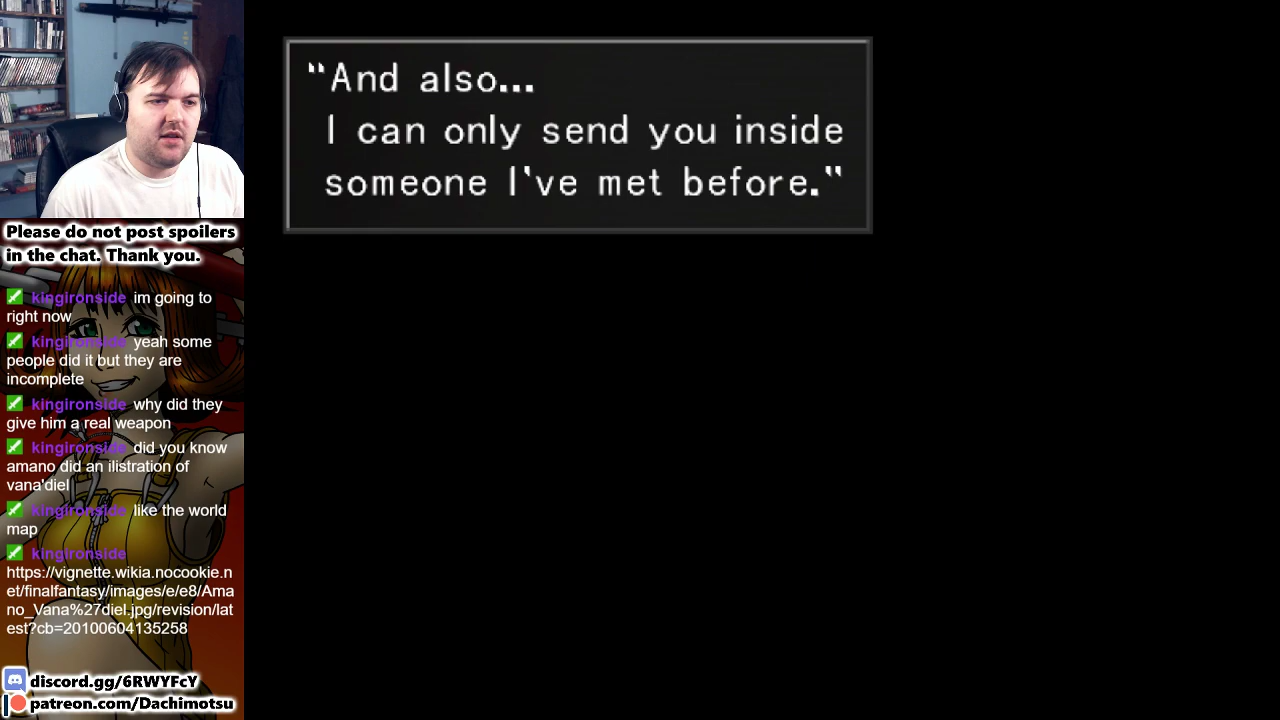 “And also...
I can only send you inside
someone I've met before.”
Please do not post spoilers
in the chat. Thank you.
kingironside im going to
right now
kingironside yeah some
people did it but they are
incomplete
kingironside why did they
give him a real weapon
kingironside did you know
amano did an ilistration of
vana'diel
kingironside like the world
map
kingironside
https://vignette.wikia.nocookie.n
et/finalfantasy/images/e/e8/Ama
no_Vana%27diel.jpg/revision/lat
est?cb=20100604135258
discord.gg/6RWYFcY
patreon.com/Dachimotsu